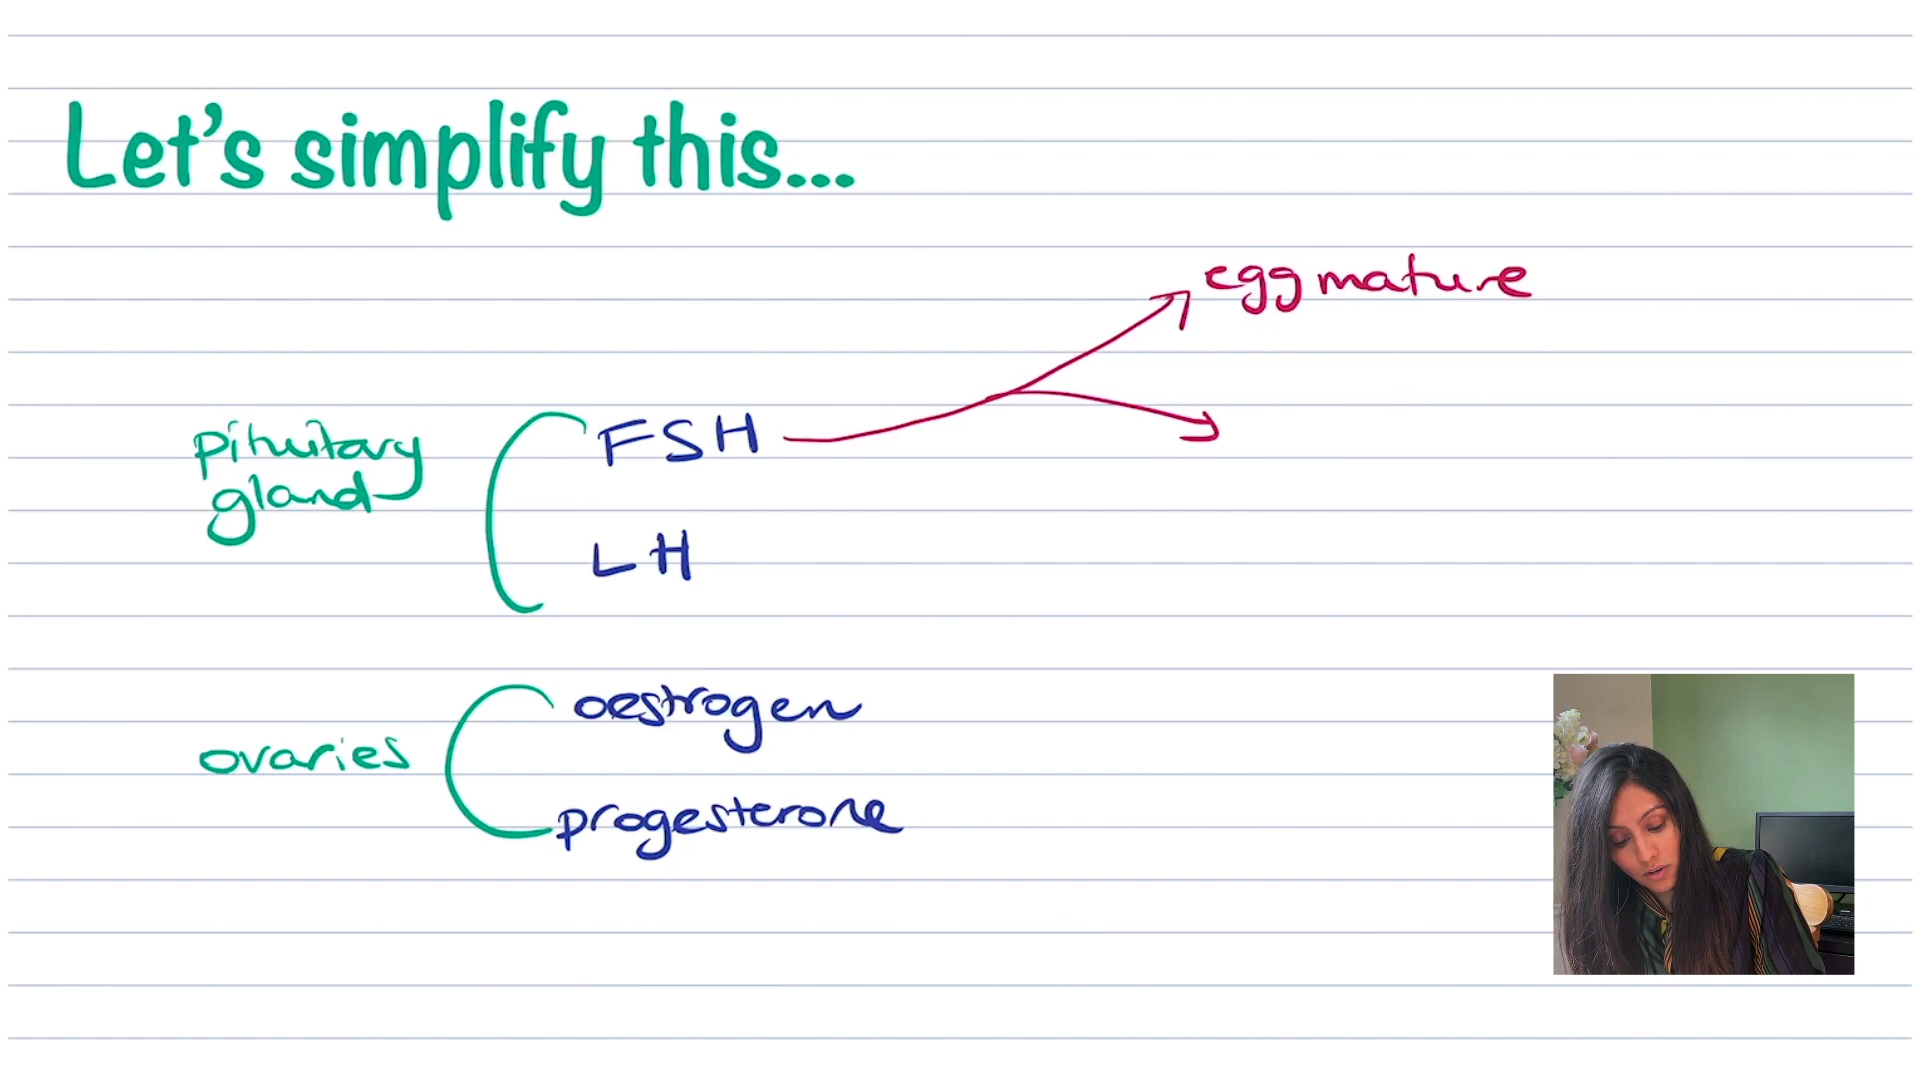 Let's simplify this...
egg mature
pituitary
gland
FSH
LH
ovaries
oestrogen
progesterone